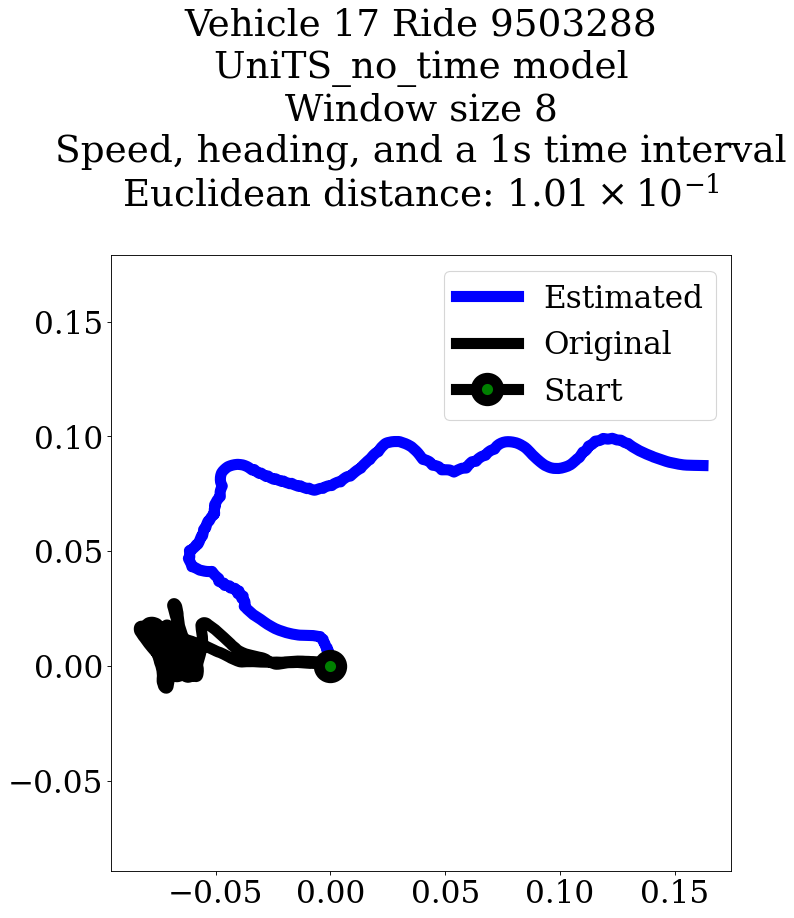 Vehicle 17 Ride 9503288
UniTS_no_time model
Window size 8
Speed, heading, and a 1s time interval
Euclidean distance: 1.01 × 10⁻¹
Estimated
Original
Start
0.15
0.10
0.05
0.00
−0.05
−0.05 0.00 0.05 0.10 0.15